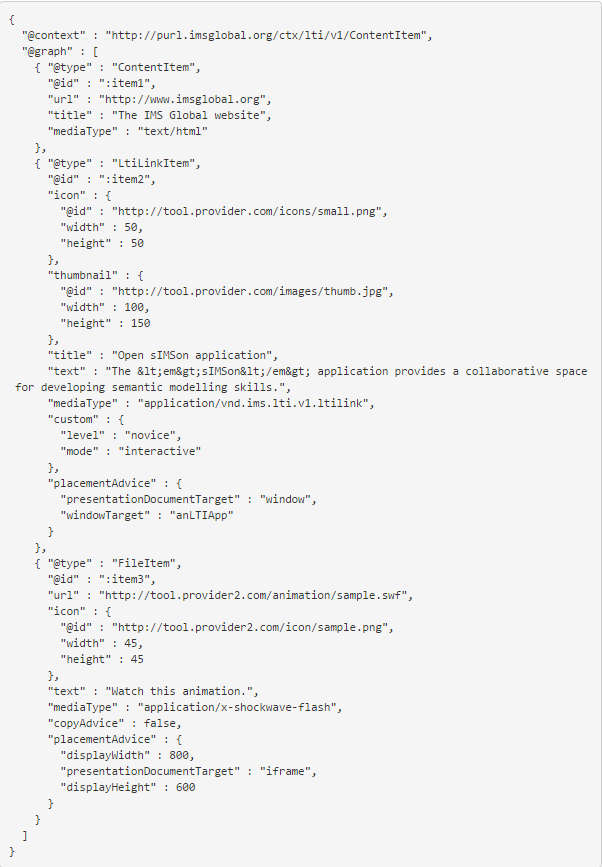 {
  "@context" : "http://purl.imsglobal.org/ctx/lti/v1/ContentItem",
  "@graph" : [
    { "@type" : "ContentItem",
      "@id" : ":item1",
      "url" : "http://www.imsglobal.org",
      "title" : "The IMS Global website",
      "mediaType" : "text/html"
    },
    { "@type" : "LtiLinkItem",
      "@id" : ":item2",
      "icon" : {
        "@id" : "http://tool.provider.com/icons/small.png",
        "width" : 50,
        "height" : 50
      },
      "thumbnail" : {
        "@id" : "http://tool.provider.com/images/thumb.jpg",
        "width" : 100,
        "height" : 150
      },
      "title" : "Open sIMSon application",
      "text" : "The &lt;em&gt;sIMSon&lt;/em&gt; application provides a collaborative space
 for developing semantic modelling skills.",
      "mediaType" : "application/vnd.ims.lti.v1.ltilink",
      "custom" : {
        "level" : "novice",
        "mode" : "interactive"
      },
      "placementAdvice" : {
        "presentationDocumentTarget" : "window",
        "windowTarget" : "anLTIApp"
      }
    },
    { "@type" : "FileItem",
      "@id" : ":item3",
      "url" : "http://tool.provider2.com/animation/sample.swf",
      "icon" : {
        "@id" : "http://tool.provider2.com/icon/sample.png",
        "width" : 45,
        "height" : 45
      },
      "text" : "Watch this animation.",
      "mediaType" : "application/x-shockwave-flash",
      "copyAdvice" : false,
      "placementAdvice" : {
        "displayWidth" : 800,
        "presentationDocumentTarget" : "iframe",
        "displayHeight" : 600
      }
    }
  ]
}